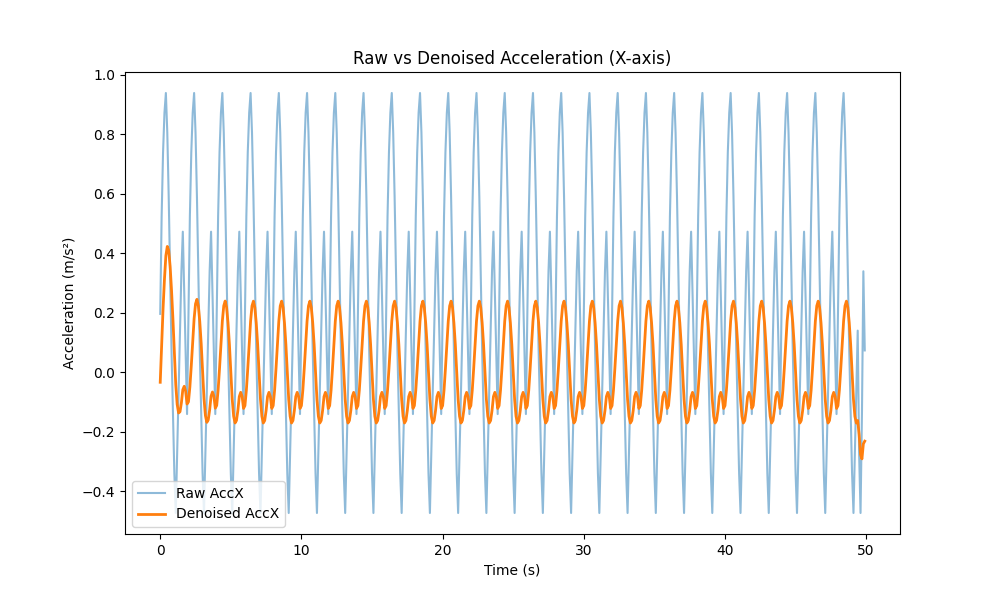 Raw vs Denoised Acceleration (X-axis)
1.0
0.8
0.6
0.4
0.2
0.0
−0.2
−0.4
Acceleration (m/s²)
Raw AccX
Denoised AccX
0 10 20 30 40 50
Time (s)